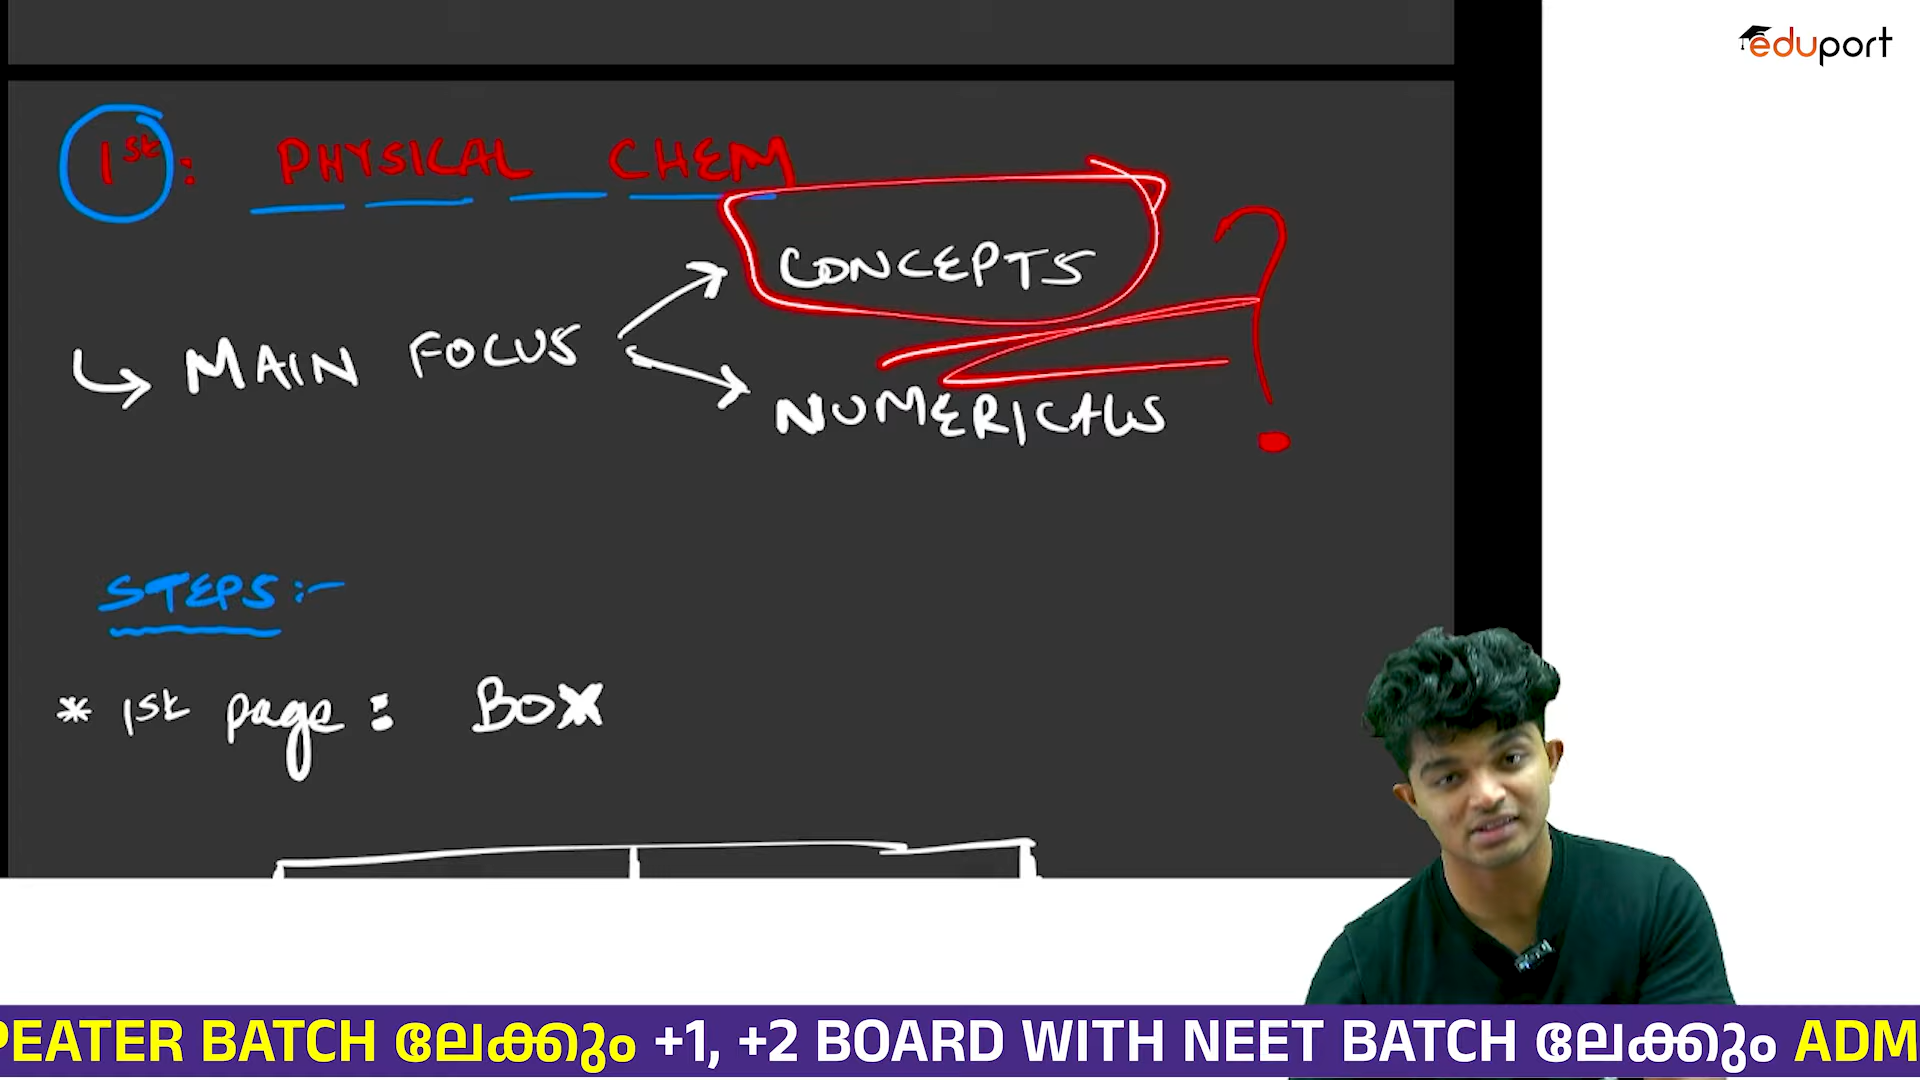 eduport
1st: PHYSICAL CHEM
CONCEPTS
?
↳ MAIN FOCUS
NUMERICALS
STEPS:-
* 1st page: BOX
PEATER BATCH ലേക്കും +1, +2 BOARD WITH NEET BATCH ലേക്കും ADM